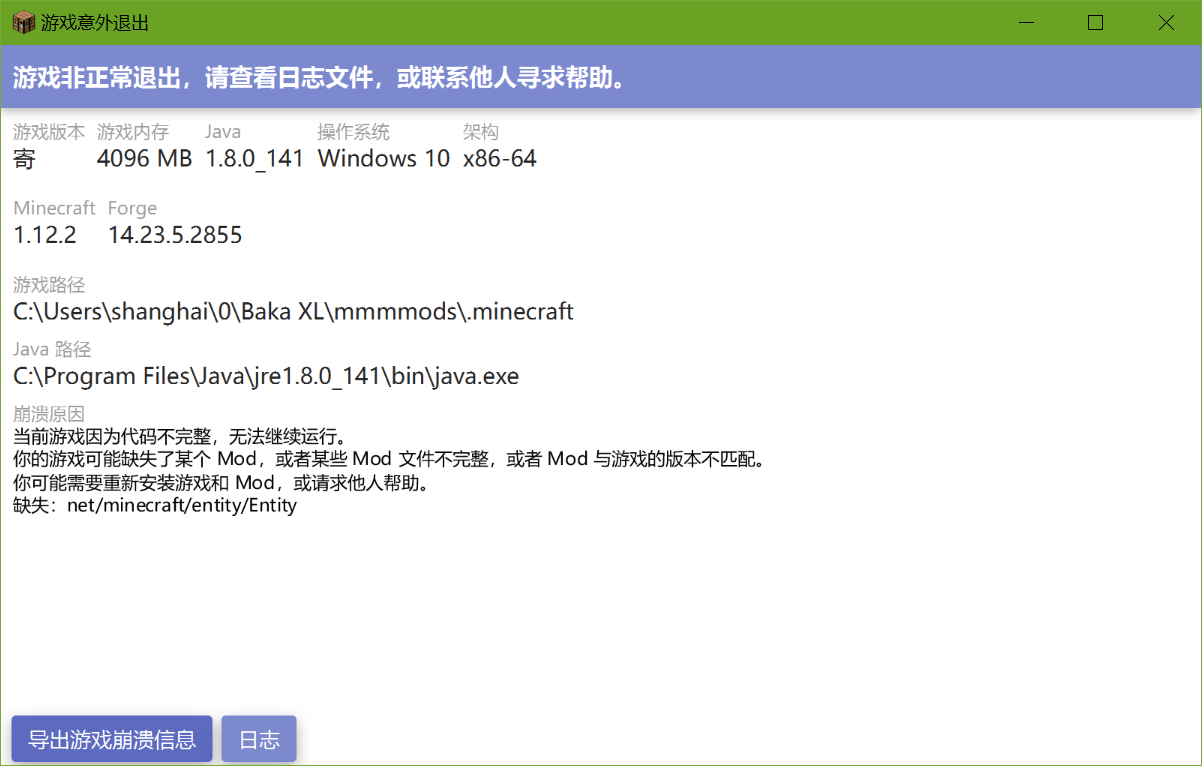 游戏意外退出
游戏非正常退出，请查看日志文件，或联系他人寻求帮助。
游戏版本 游戏内存 Java 操作系统 架构
寄 4096 MB 1.8.0_141 Windows 10 x86-64
Minecraft Forge
1.12.2 14.23.5.2855
游戏路径
C:\Users\shanghai\0\Baka XL\mmmmods\.minecraft
Java 路径
C:\Program Files\Java\jre1.8.0_141\bin\java.exe
崩溃原因
当前游戏因为代码不完整，无法继续运行。
你的游戏可能缺失了某个 Mod，或者某些 Mod 文件不完整，或者 Mod 与游戏的版本不匹配。
你可能需要重新安装游戏和 Mod，或请求他人帮助。
缺失：net/minecraft/entity/Entity
导出游戏崩溃信息 日志